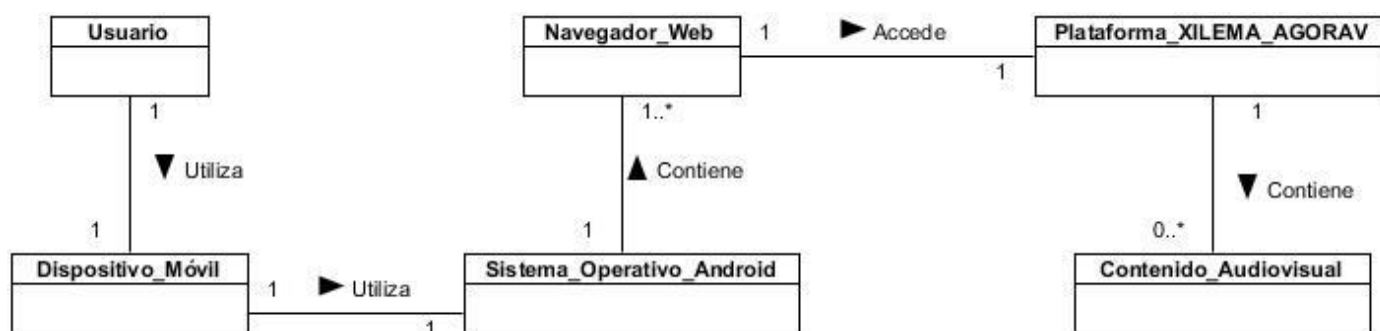 Usuario
Navegador_Web
1
Accede
Plataforma_XILEMA_AGORAV
1
1
1..*
1
Utiliza
Contiene
Contiene
1
1
0..*
Dispositivo_Móvil
Sistema_Operativo_Android
Contenido_Audiovisual
1
Utiliza
1